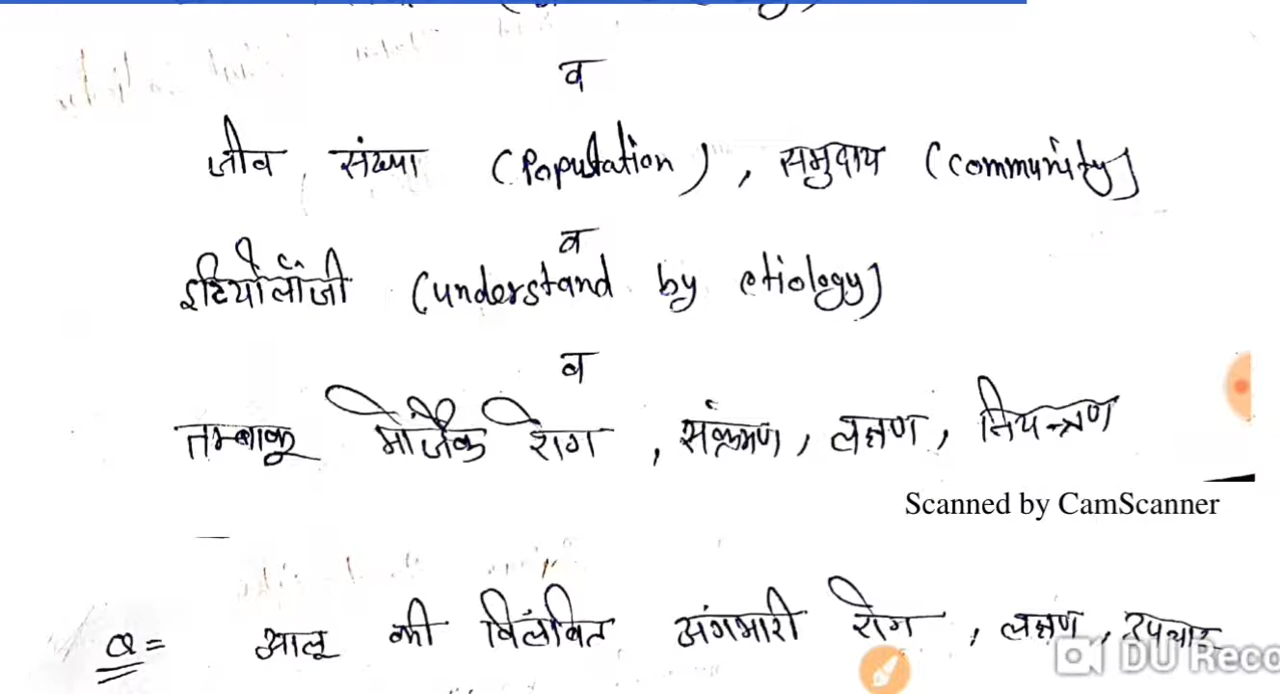 व
जीव संख्या (Population), समुदाय (community)
व
इटियोलॉजी (understand by etiology)
व
तम्बाकू मोजैक रोग, संक्रमण, लक्षण, नियन्त्रण
Scanned by CamScanner
Q= आलू की विलंबित अंगमारी रोग, लक्षण, उपचार
DU Reco